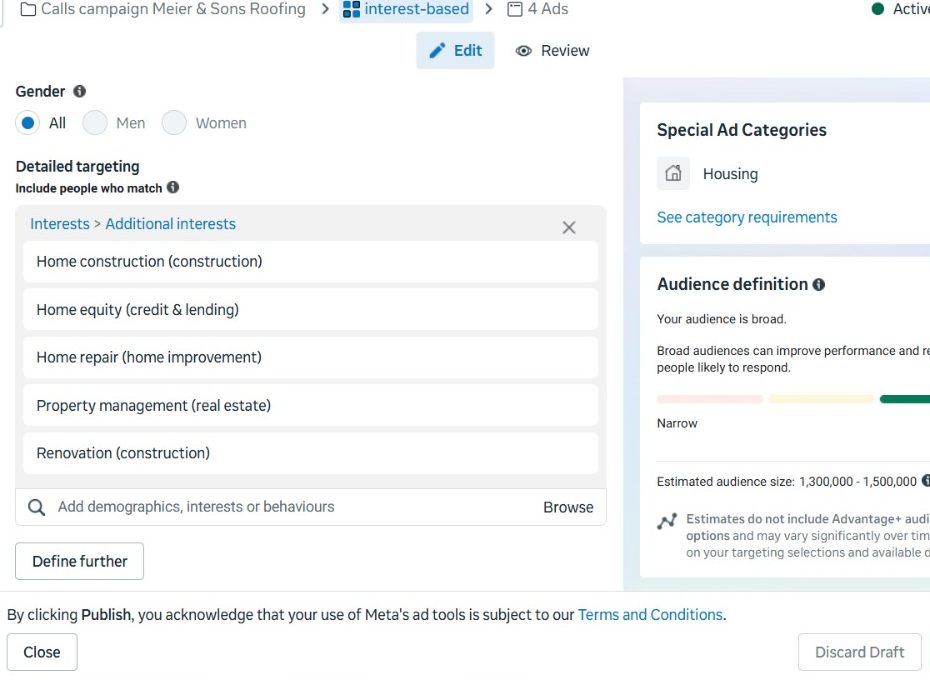 Calls campaign Meier & Sons Roofing > interest-based > 4 Ads
Active
Edit
Review
Gender
All
Men
Women
Detailed targeting
Include people who match
Interests > Additional interests
Home construction (construction)
Home equity (credit & lending)
Home repair (home improvement)
Property management (real estate)
Renovation (construction)
Add demographics, interests or behaviours
Browse
Define further
Special Ad Categories
Housing
See category requirements
Audience definition
Your audience is broad.
Broad audiences can improve performance and re
people likely to respond.
Narrow
Estimated audience size: 1,300,000 - 1,500,000
Estimates do not include Advantage+ audi
options and may vary significantly over tim
on your targeting selections and available d
By clicking Publish, you acknowledge that your use of Meta's ad tools is subject to our Terms and Conditions.
Close
Discard Draft